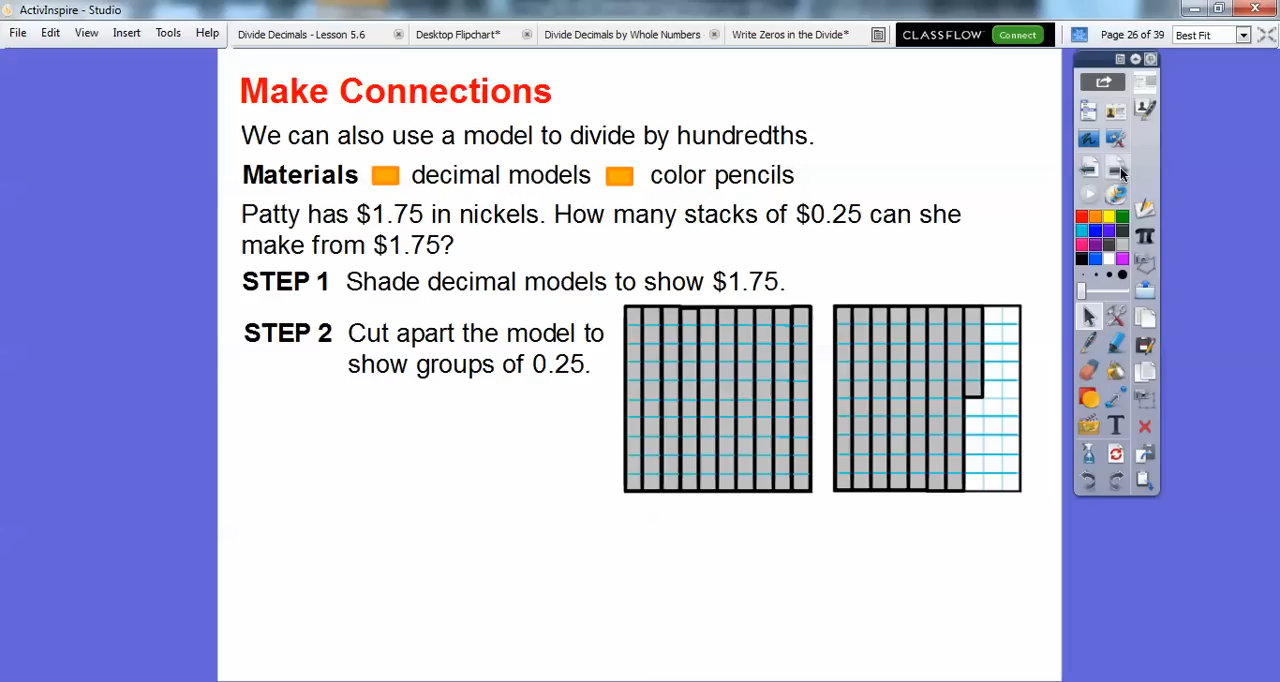 ActivInspire - Studio
File Edit View Insert Tools Help
Divide Decimals - Lesson 5.6
Desktop Flipchart*
Divide Decimals by Whole Numbers
Write Zeros in the Divide*
CLASSFLOW Connect
Page 26 of 39
Best Fit
Make Connections
We can also use a model to divide by hundredths.
Materials decimal models color pencils
Patty has $1.75 in nickels. How many stacks of $0.25 can she
make from $1.75?
STEP 1 Shade decimal models to show $1.75.
STEP 2 Cut apart the model to
show groups of 0.25.